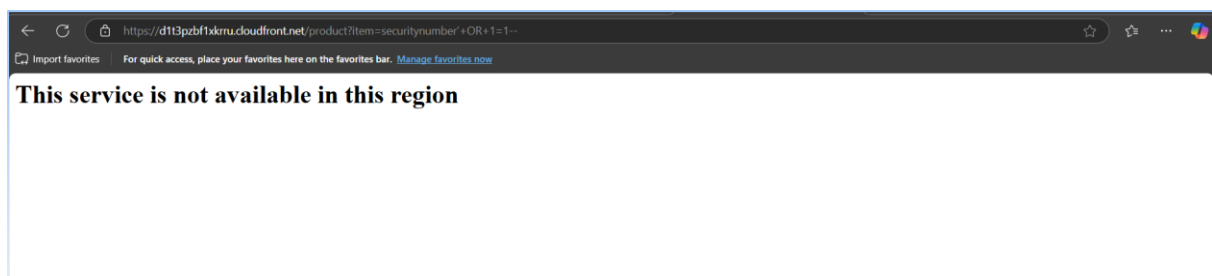 https://d1t3pzbf1xkrru.cloudfront.net/product?item=securitynumber'+OR+1=1--
Import favorites For quick access, place your favorites here on the favorites bar. Manage favorites now
This service is not available in this region